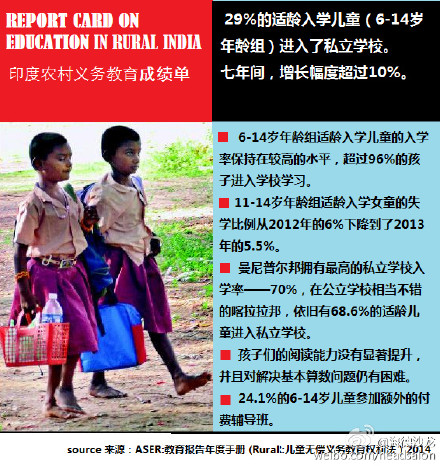 REPORT CARD ON
EDUCATION IN RURAL INDIA
印度农村义务教育成绩单
29%的适龄入学儿童（6-14岁
年龄组）进入了私立学校。
七年间，增长幅度超过10%。
6-14岁年龄组适龄入学儿童的入学
率保持在较高的水平，超过96%的孩
子进入学校学习。
11-14岁年龄组适龄入学女童的失
学比例从2012年的6%下降到了2013
年的5.5%。
曼尼普尔邦拥有最高的私立学校入
学率——70%，在公立学校相当不错
的喀拉拉邦，依旧有68.6%的适龄儿
童进入私立学校。
孩子们的阅读能力没有显著提升，
并且对解决基本算数问题仍有困难。
24.1%的6-14儿童参加额外的付
费辅导班。
source 来源：ASER:教育报告年度手册 (Rural:儿童无偿义务教育权利法）2014
weibo.com/readsalon